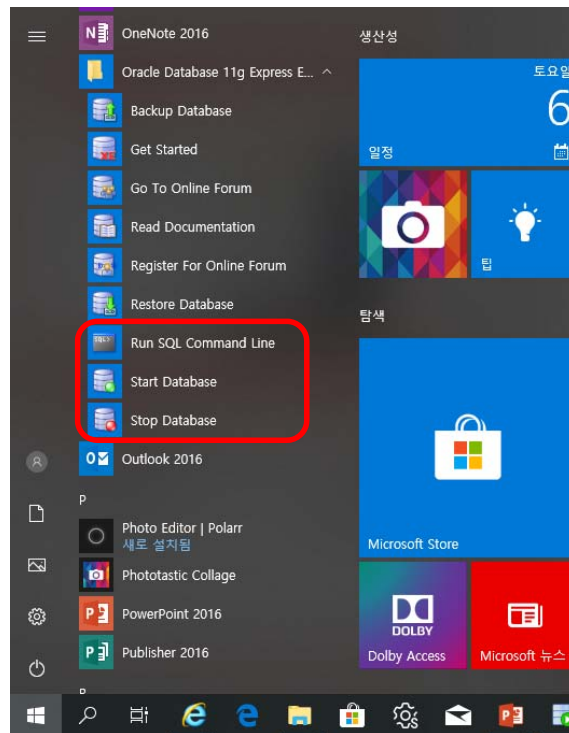 OneNote 2016
Oracle Database 11g Express E...
Backup Database
Get Started
Go To Online Forum
Read Documentation
Register For Online Forum
Restore Database
Run SQL Command Line
Start Database
Stop Database
Outlook 2016
P
Photo Editor | Polarr
새로 설치됨
Phototastic Collage
PowerPoint 2016
Publisher 2016
생산성
토요일
6
일정
팁
탐색
Microsoft Store
DOLBY
Dolby Access
Microsoft 뉴스